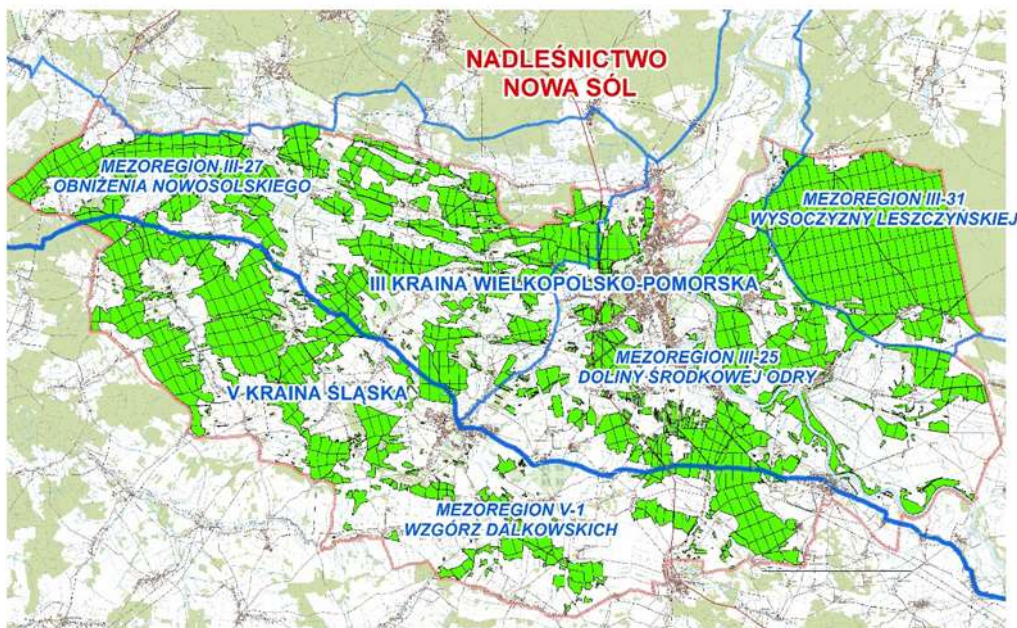 NADLEŚNICTWO
NOWA SÓL
MEZOREGION III-27
OBNIŻENIA NOWOSOLSKIEGO
MEZOREGION III-31
WYSOCZYZNY LESZCZYŃSKIEJ
III KRAINA WIELKOPOLSKO-POMORSKA
MEZOREGION III-25
DOLINY ŚRODKOWEJ ODRY
V KRAINA ŚLĄSKA
MEZOREGION V-1
WZGÓRZ DALKOWSKICH